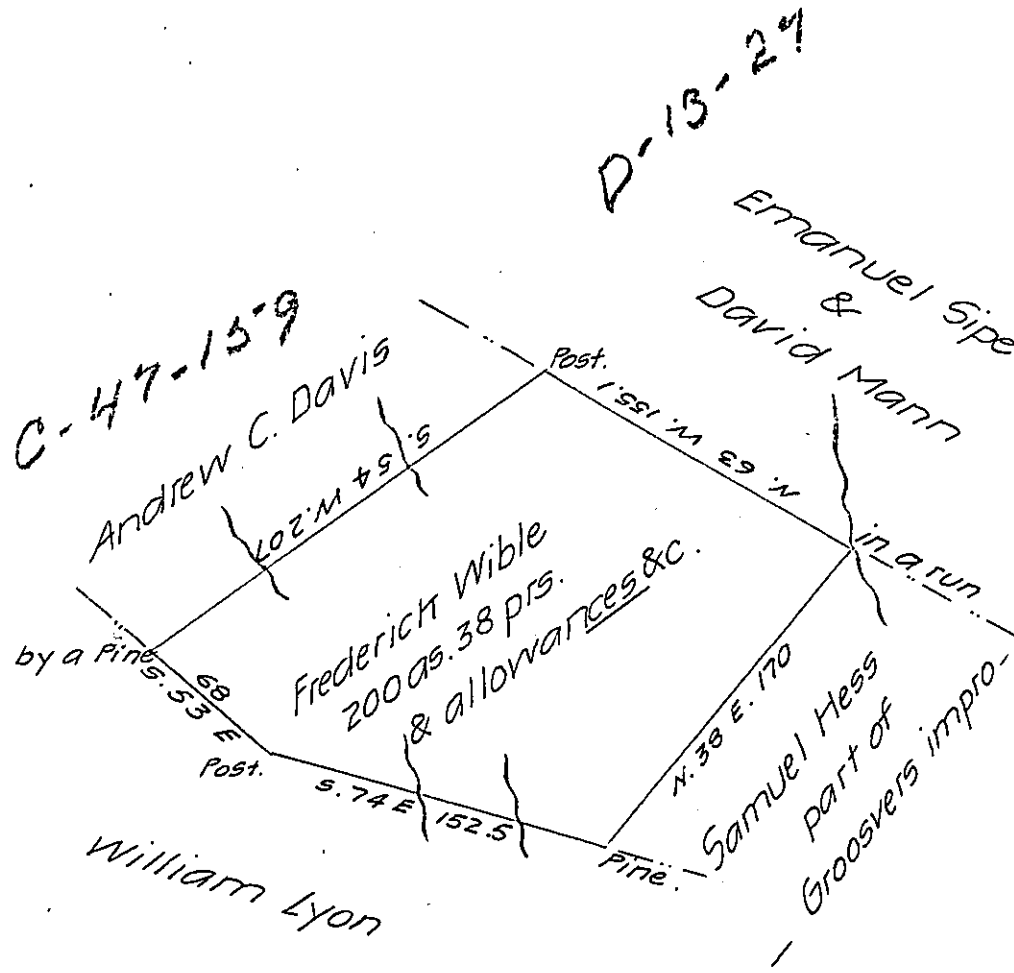 D-13-27
Emanuel Sipe
&
David Mann
C-47-159
Andrew C. Davis
Post.
N. 63 W. 155.1
S. 54 W. 207
in a run
Frederick Wible
200 as. 38 prs.
& allowances &c.
by a Pine
68
S. 53 E
Post.
S. 74 E 152.5
N. 38 E. 170
Pine.
Samuel Hess
part of
Groosvers impro-
William Lyon